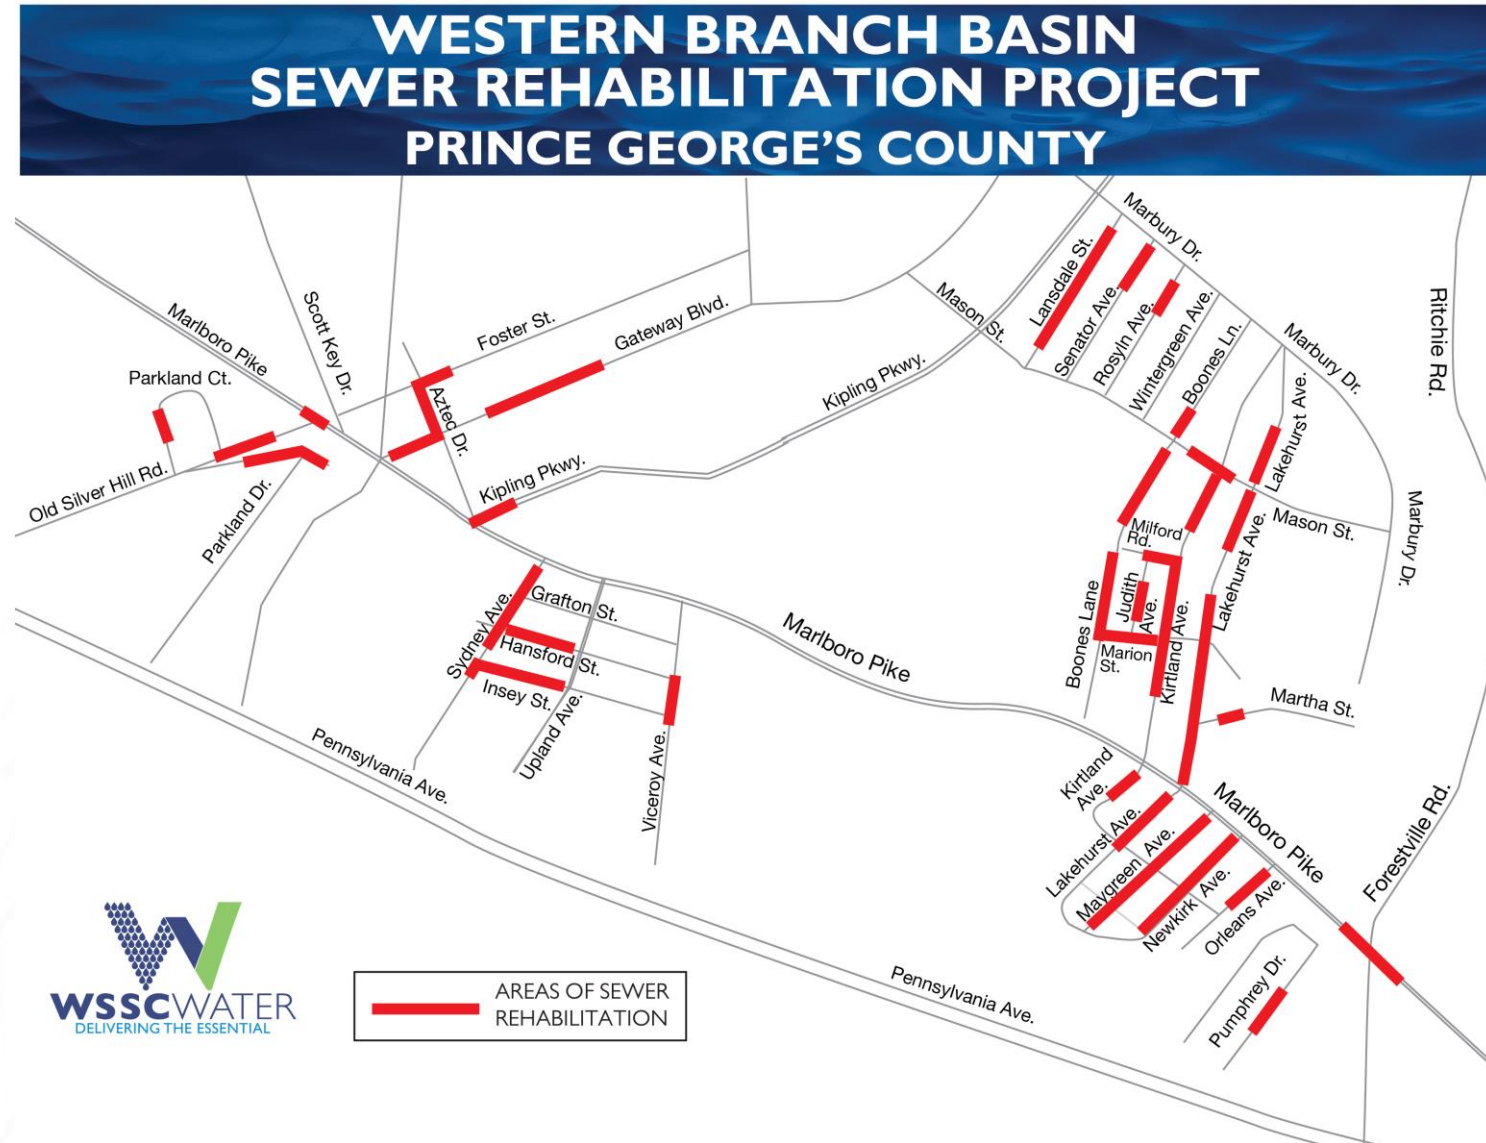 WESTERN BRANCH BASIN
SEWER REHABILITATION PROJECT
PRINCE GEORGE'S COUNTY
Marbury Dr.
Lansdale St.
Senator Ave.
Rosyln Ave.
Wintergreen Ave.
Boones Ln.
Marbury Dr.
Ritchie Rd.
Mason St.
Scott Key Dr.
Marlboro Pike
Foster St.
Gateway Blvd.
Parkland Ct.
Aztec Dr.
Kipling Pkwy.
Lakehurst Ave.
Old Silver Hill Rd.
Parkland Dr.
Kipling Pkwy.
Mason St.
Marbury Dr.
Milford
Rd.
Lakehurst Ave.
Judith
Ave.
Boones Lane
Kirtland Ave.
Marion
St.
Sydney Ave.
Grafton St.
Hansford St.
Insey St.
Upland Ave.
Viceroy Ave.
Marlboro Pike
Martha St.
Pennsylvania Ave.
Kirtland
Ave.
Lakehurst Ave.
Maygreen Ave.
Newkirk Ave.
Orleans Ave.
Marlboro Pike
Forestville Rd.
Pumphrey Dr.
Pennsylvania Ave.
WSSCWATER
DELIVERING THE ESSENTIAL
AREAS OF SEWER
REHABILITATION